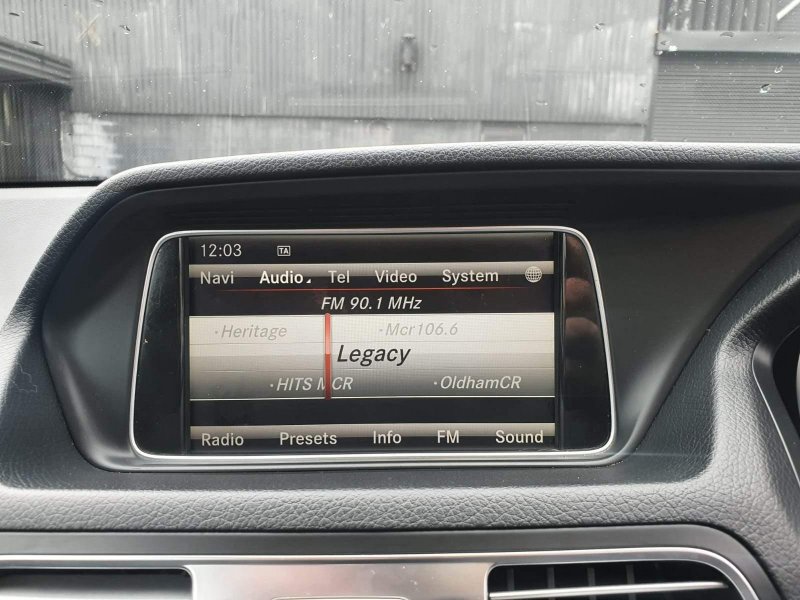 12:03 TA
Navi Audio Tel Video System
FM 90.1 MHz
·Heritage ·Mcr106.6
Legacy
·HITS MCR ·OldhamCR
Radio Presets Info FM Sound